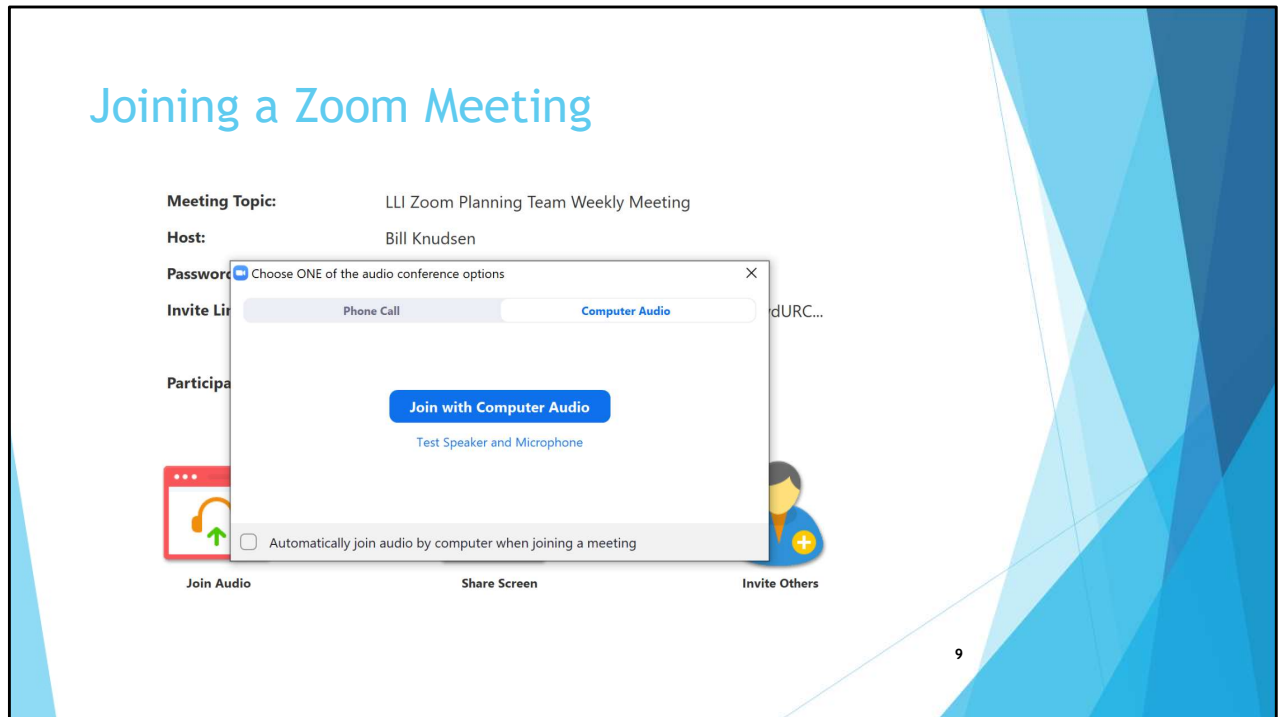 Joining a Zoom Meeting
Meeting Topic: LLI Zoom Planning Team Weekly Meeting
Host: Bill Knudsen
Choose ONE of the audio conference options
Phone Call Computer Audio
dURC...
Join with Computer Audio
Test Speaker and Microphone
Automatically join audio by computer when joining a meeting
Join Audio Share Screen Invite Others
9